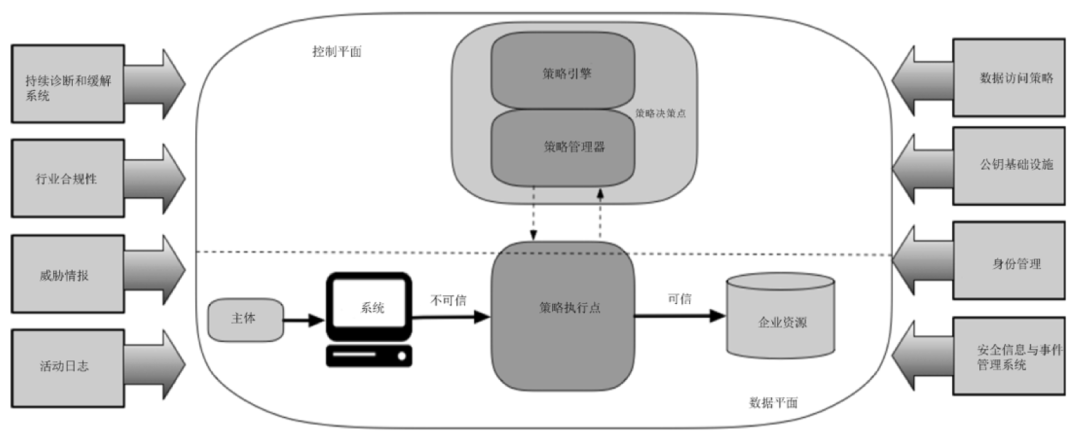 控制平面
策略引擎
策略决策点
策略管理器
持续诊断和缓解
系统
行业合规性
威胁情报
活动日志
数据访问策略
公钥基础设施
身份管理
安全信息与事件
管理系统
主体
系统
不可信
策略执行点
可信
企业资源
数据平面